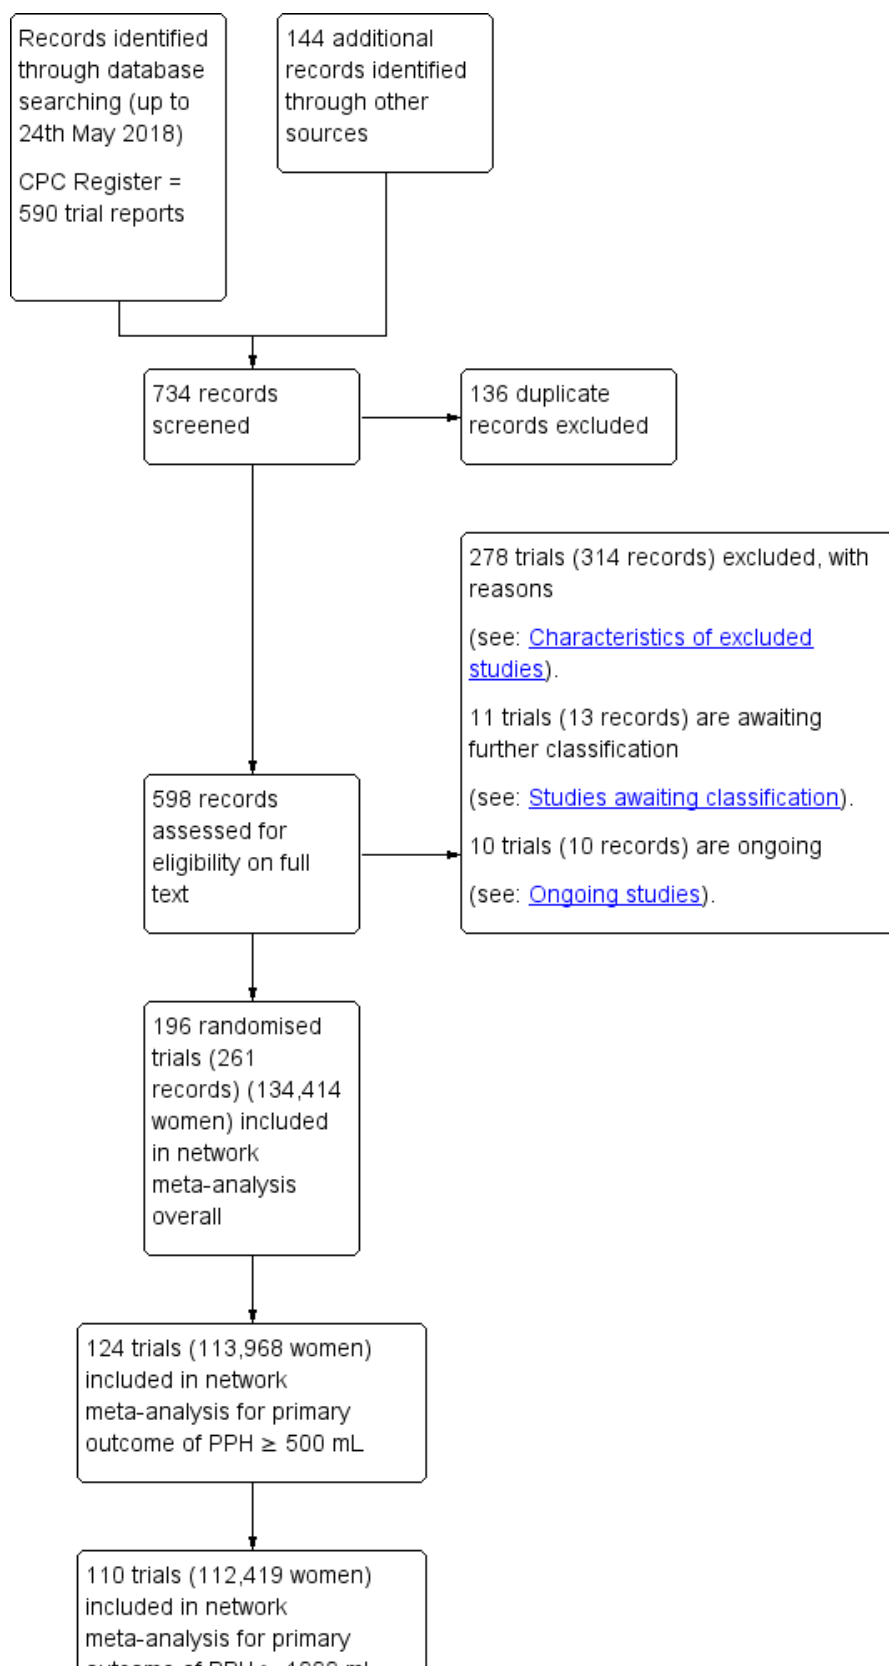 Records identified
through database
searching (up to
24th May 2018)
CPC Register =
590 trial reports
144 additional
records identified
through other
sources
734 records
screened
136 duplicate
records excluded
278 trials (314 records) excluded, with
reasons
(see: Characteristics of excluded
studies).
11 trials (13 records) are awaiting
further classification
(see: Studies awaiting classification).
10 trials (10 records) are ongoing
(see: Ongoing studies).
598 records
assessed for
eligibility on full
text
196 randomised
trials (261
records) (134,414
women) included
in network
meta-analysis
overall
124 trials (113,968 women)
included in network
meta-analysis for primary
outcome of PPH ≥ 500 mL
110 trials (112,419 women)
included in network
meta-analysis for primary
outcome of PPH ≥ 1000 mL